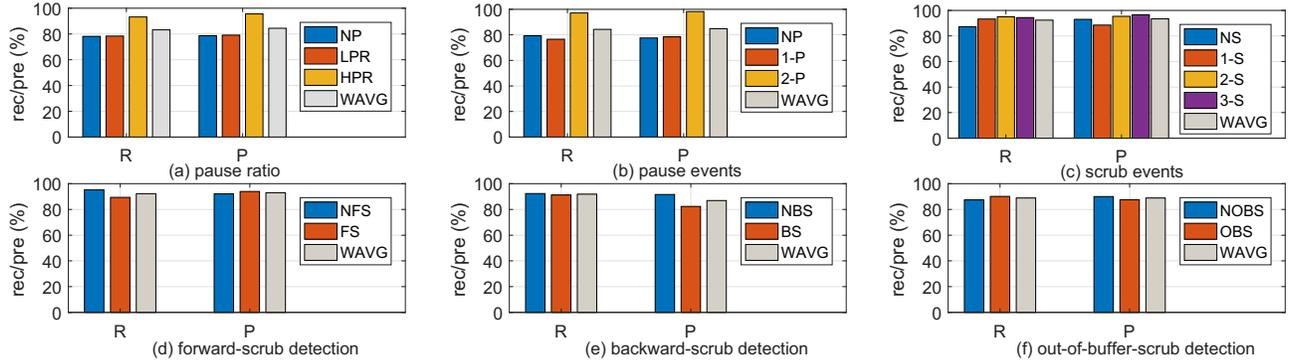 rec/pre (%)
100
80
60
40
20
0
NP
LPR
HPR
WAVG
R
P
(a) pause ratio
rec/pre (%)
100
80
60
40
20
0
NP
1-P
2-P
WAVG
R
P
(b) pause events
rec/pre (%)
100
80
60
40
20
0
NS
1-S
2-S
3-S
WAVG
R
P
(c) scrub events
rec/pre (%)
100
80
60
40
20
0
NFS
FS
WAVG
R
P
(d) forward-scrub detection
rec/pre (%)
100
80
60
40
20
0
NBS
BS
WAVG
R
P
(e) backward-scrub detection
rec/pre (%)
100
80
60
40
20
0
NOBS
OBS
WAVG
R
P
(f) out-of-buffer-scrub detection